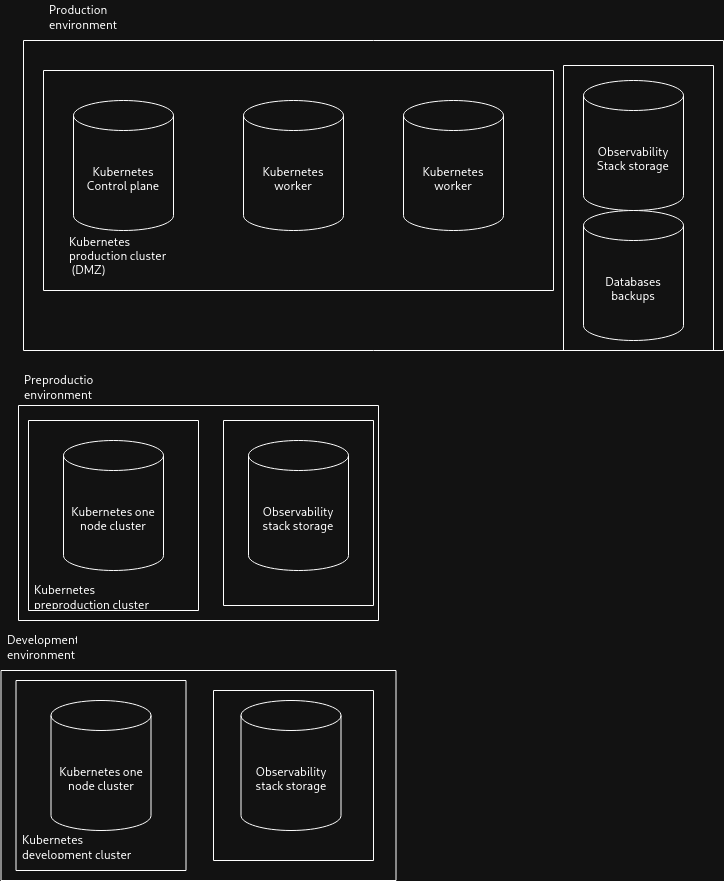 Production
environment
Kubernetes
Control plane
Kubernetes
worker
Kubernetes
worker
Observability
Stack storage
Kubernetes
production cluster
(DMZ)
Databases
backups
Preproductio
environment
Kubernetes one
node cluster
Observability
stack storage
Kubernetes
preproduction cluster
Development
environment
Kubernetes one
node cluster
Observability
stack storage
Kubernetes
development cluster